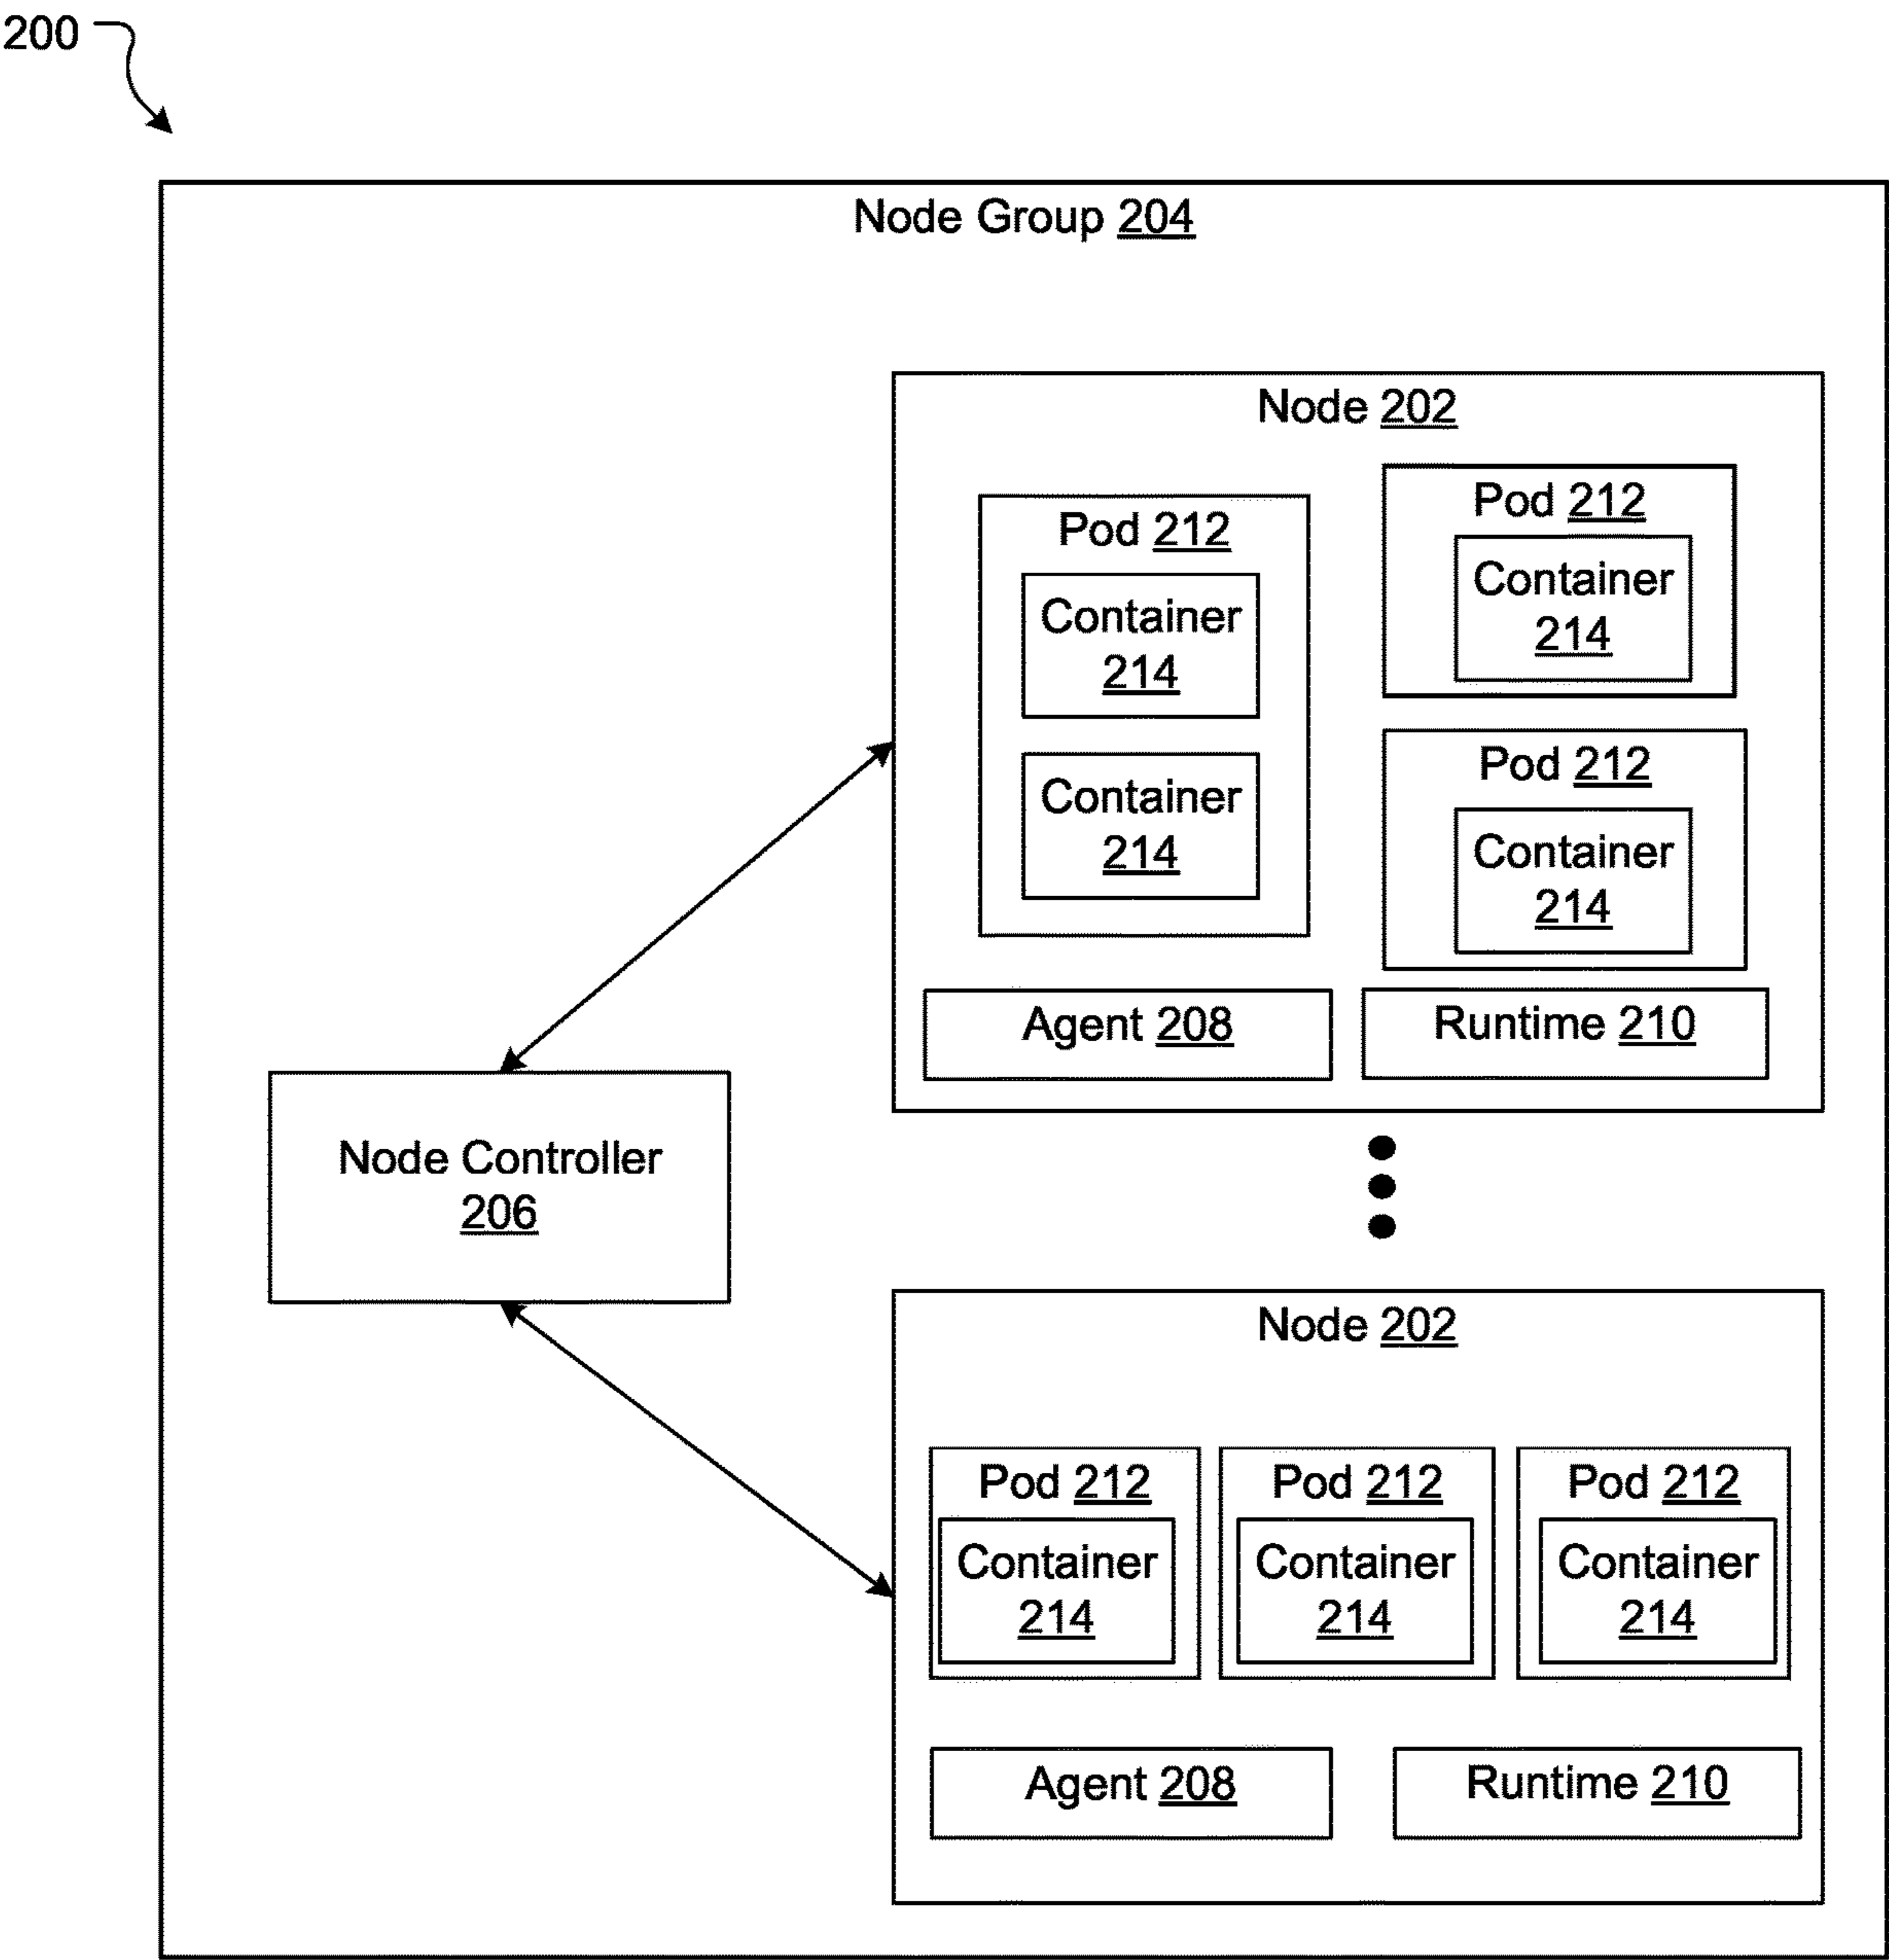 200
Node Group 204
Node 202
Pod 212
Container
214
Container
214
Pod 212
Container
214
Pod 212
Container
214
Agent 208
Runtime 210
Node Controller
206
Node 202
Pod 212
Container
214
Pod 212
Container
214
Pod 212
Container
214
Agent 208
Runtime 210